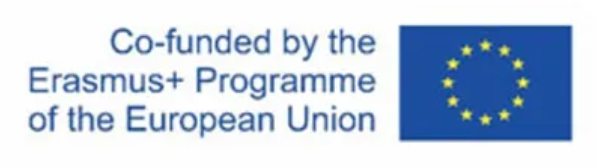 Co-funded by the
Erasmus+ Programme
of the European Union